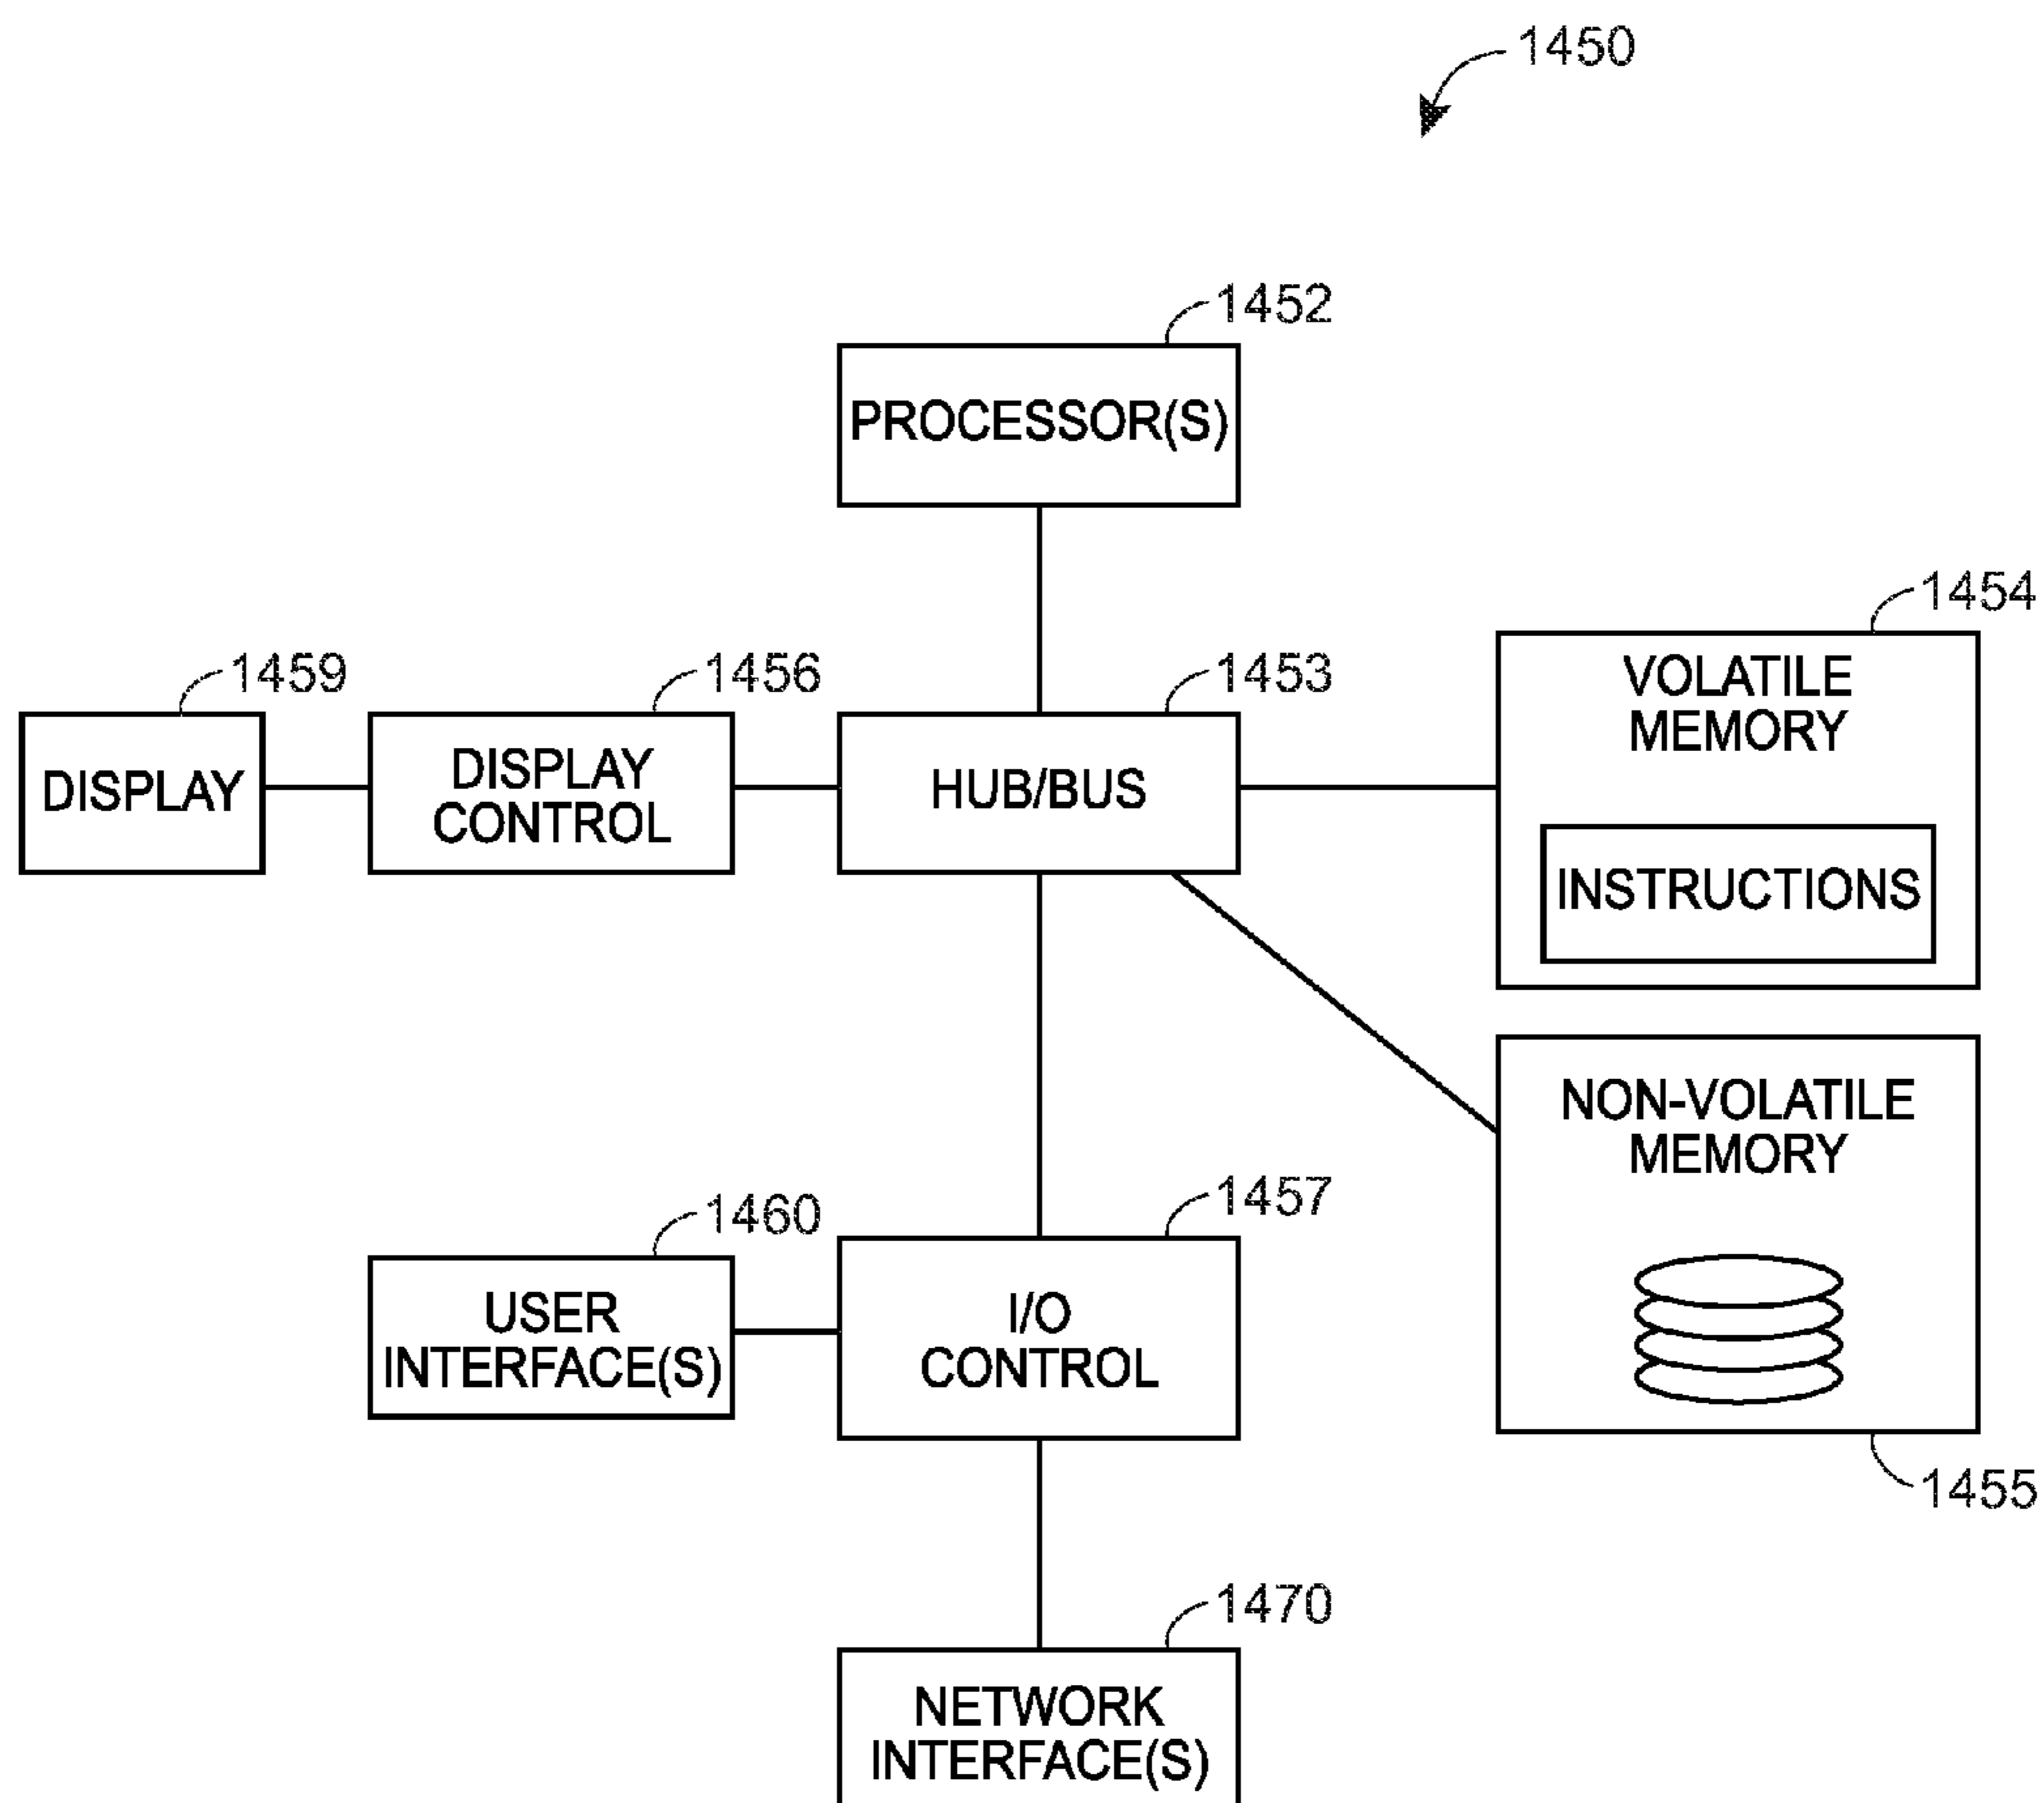 1450
1452
PROCESSOR(S)
1454
1459
1456
1453
VOLATILE
MEMORY
DISPLAY
DISPLAY
CONTROL
HUB/BUS
INSTRUCTIONS
NON-VOLATILE
MEMORY
1460
1457
USER
INTERFACE(S)
I/O
CONTROL
1455
1470
NETWORK
INTERFACE(S)